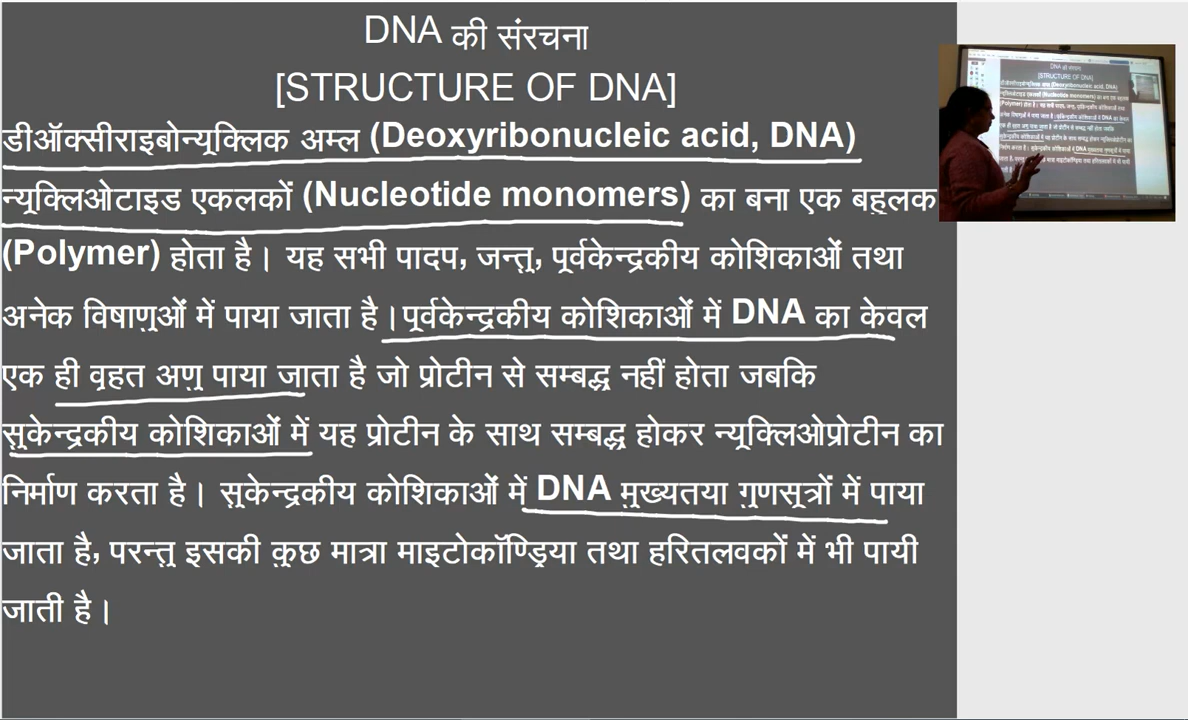 DNA की संरचना
[STRUCTURE OF DNA]
डीऑक्सीराइबोन्यूक्लिक अम्ल (Deoxyribonucleic acid, DNA)
न्यूक्लिओटाइड एकलकों (Nucleotide monomers) का बना एक बहुलक
(Polymer) होता है। यह सभी पादप, जन्तु, पूर्वकेन्द्रकीय कोशिकाओं तथा
अनेक विषाणुओं में पाया जाता है। पूर्वकेन्द्रकीय कोशिकाओं में DNA का केवल
एक ही वृहत अणु पाया जाता है जो प्रोटीन से सम्बद्ध नहीं होता जबकि
सुकेन्द्रकीय कोशिकाओं में यह प्रोटीन के साथ सम्बद्ध होकर न्यूक्लिओप्रोटीन का
निर्माण करता है। सुकेन्द्रकीय कोशिकाओं में DNA मुख्यतया गुणसूत्रों में पाया
जाता है, परन्तु इसकी कुछ मात्रा माइटोकॉण्ड्रिया तथा हरितलवकों में भी पायी
जाती है।